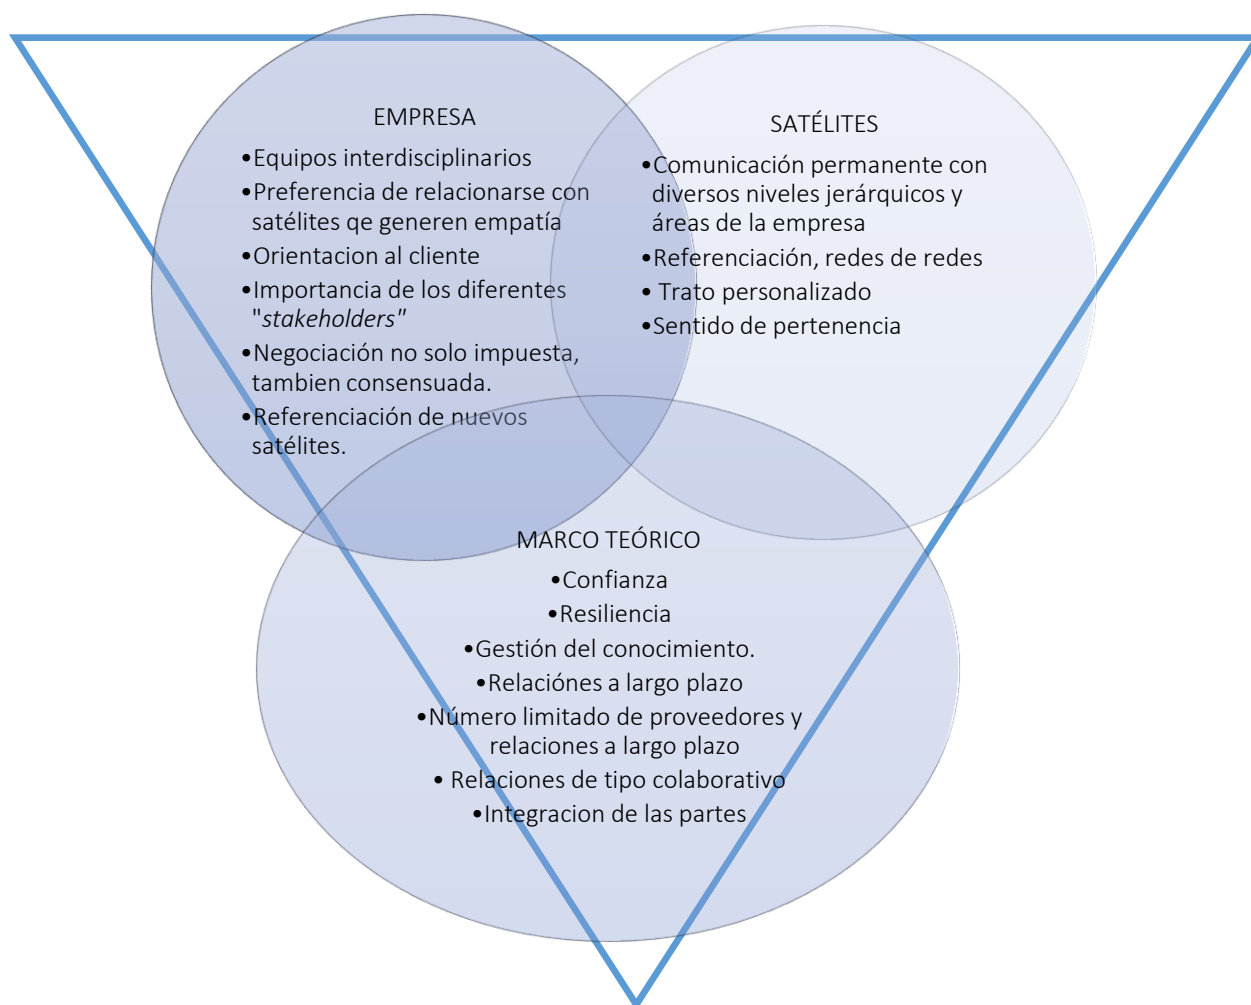 EMPRESA
•Equipos interdisciplinarios
•Preferencia de relacionarse con
satélites qe generen empatía
•Orientacion al cliente
•Importancia de los diferentes
"stakeholders"
•Negociación no solo impuesta,
tambien consensuada.
•Referenciación de nuevos
satélites.
SATÉLITES
•Comunicación permanente con
diversos niveles jerárquicos y
áreas de la empresa
•Referenciación, redes de redes
• Trato personalizado
•Sentido de pertenencia
MARCO TEÓRICO
•Confianza
•Resiliencia
•Gestión del conocimiento.
•Relaciónes a largo plazo
•Número limitado de proveedores y
relaciones a largo plazo
• Relaciones de tipo colaborativo
•Integracion de las partes